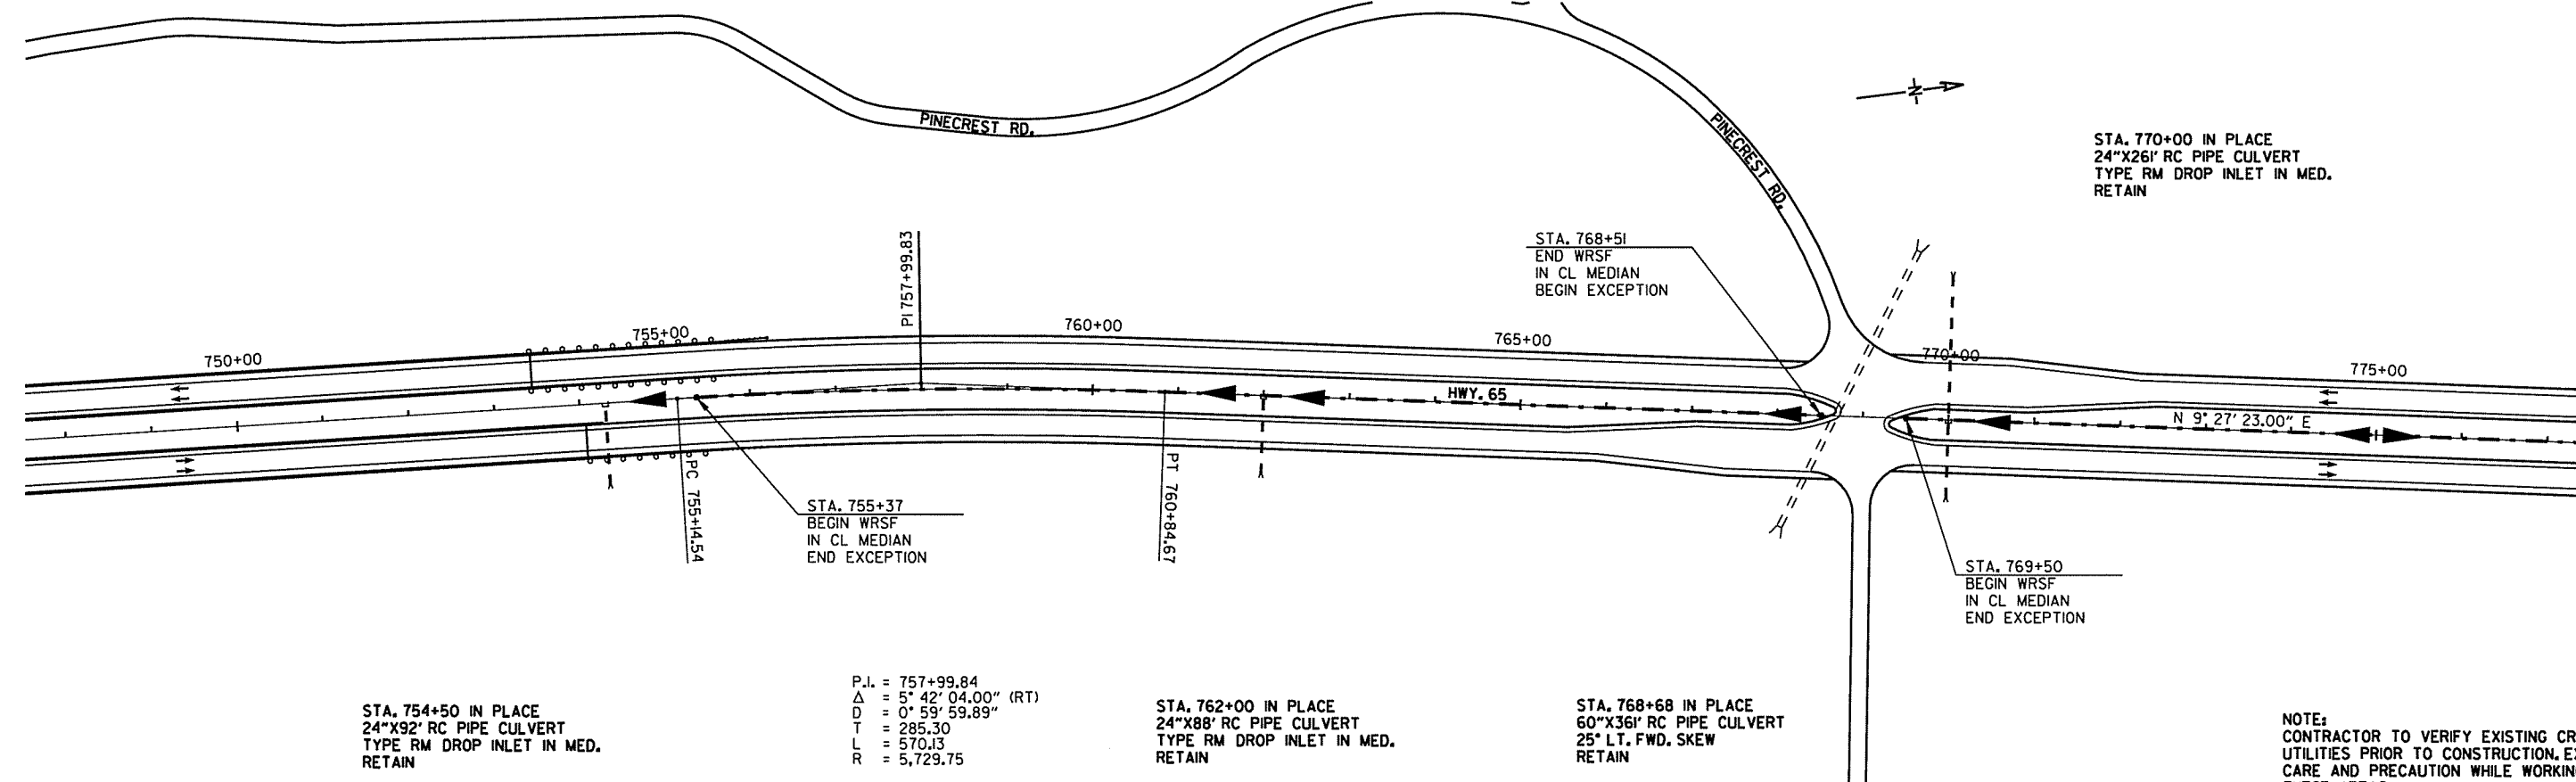 PINECREST RD.
PINECREST RD.
N
STA. 770+00 IN PLACE
24"X261' RC PIPE CULVERT
TYPE RM DROP INLET IN MED.
RETAIN
STA. 768+51
END WRSF
IN CL MEDIAN
BEGIN EXCEPTION
PI 757+99.83
750+00
755+00
760+00
765+00
770+00
775+00
HWY. 65
N 9° 27' 23.00" E
PC 755+14.54
PT 760+84.67
STA. 755+37
BEGIN WRSF
IN CL MEDIAN
END EXCEPTION
STA. 769+50
BEGIN WRSF
IN CL MEDIAN
END EXCEPTION
STA. 754+50 IN PLACE
24"X92' RC PIPE CULVERT
TYPE RM DROP INLET IN MED.
RETAIN
P.I. = 757+99.84
Δ = 5° 42' 04.00" (RT)
D = 0° 59' 59.89"
T = 285.30
L = 570.13
R = 5,729.75
STA. 762+00 IN PLACE
24"X88' RC PIPE CULVERT
TYPE RM DROP INLET IN MED.
RETAIN
STA. 768+68 IN PLACE
60"X361' RC PIPE CULVERT
25° LT. FWD. SKEW
RETAIN
NOTE:
CONTRACTOR TO VERIFY EXISTING CR
UTILITIES PRIOR TO CONSTRUCTION. E
CARE AND PRECAUTION WHILE WORKIN